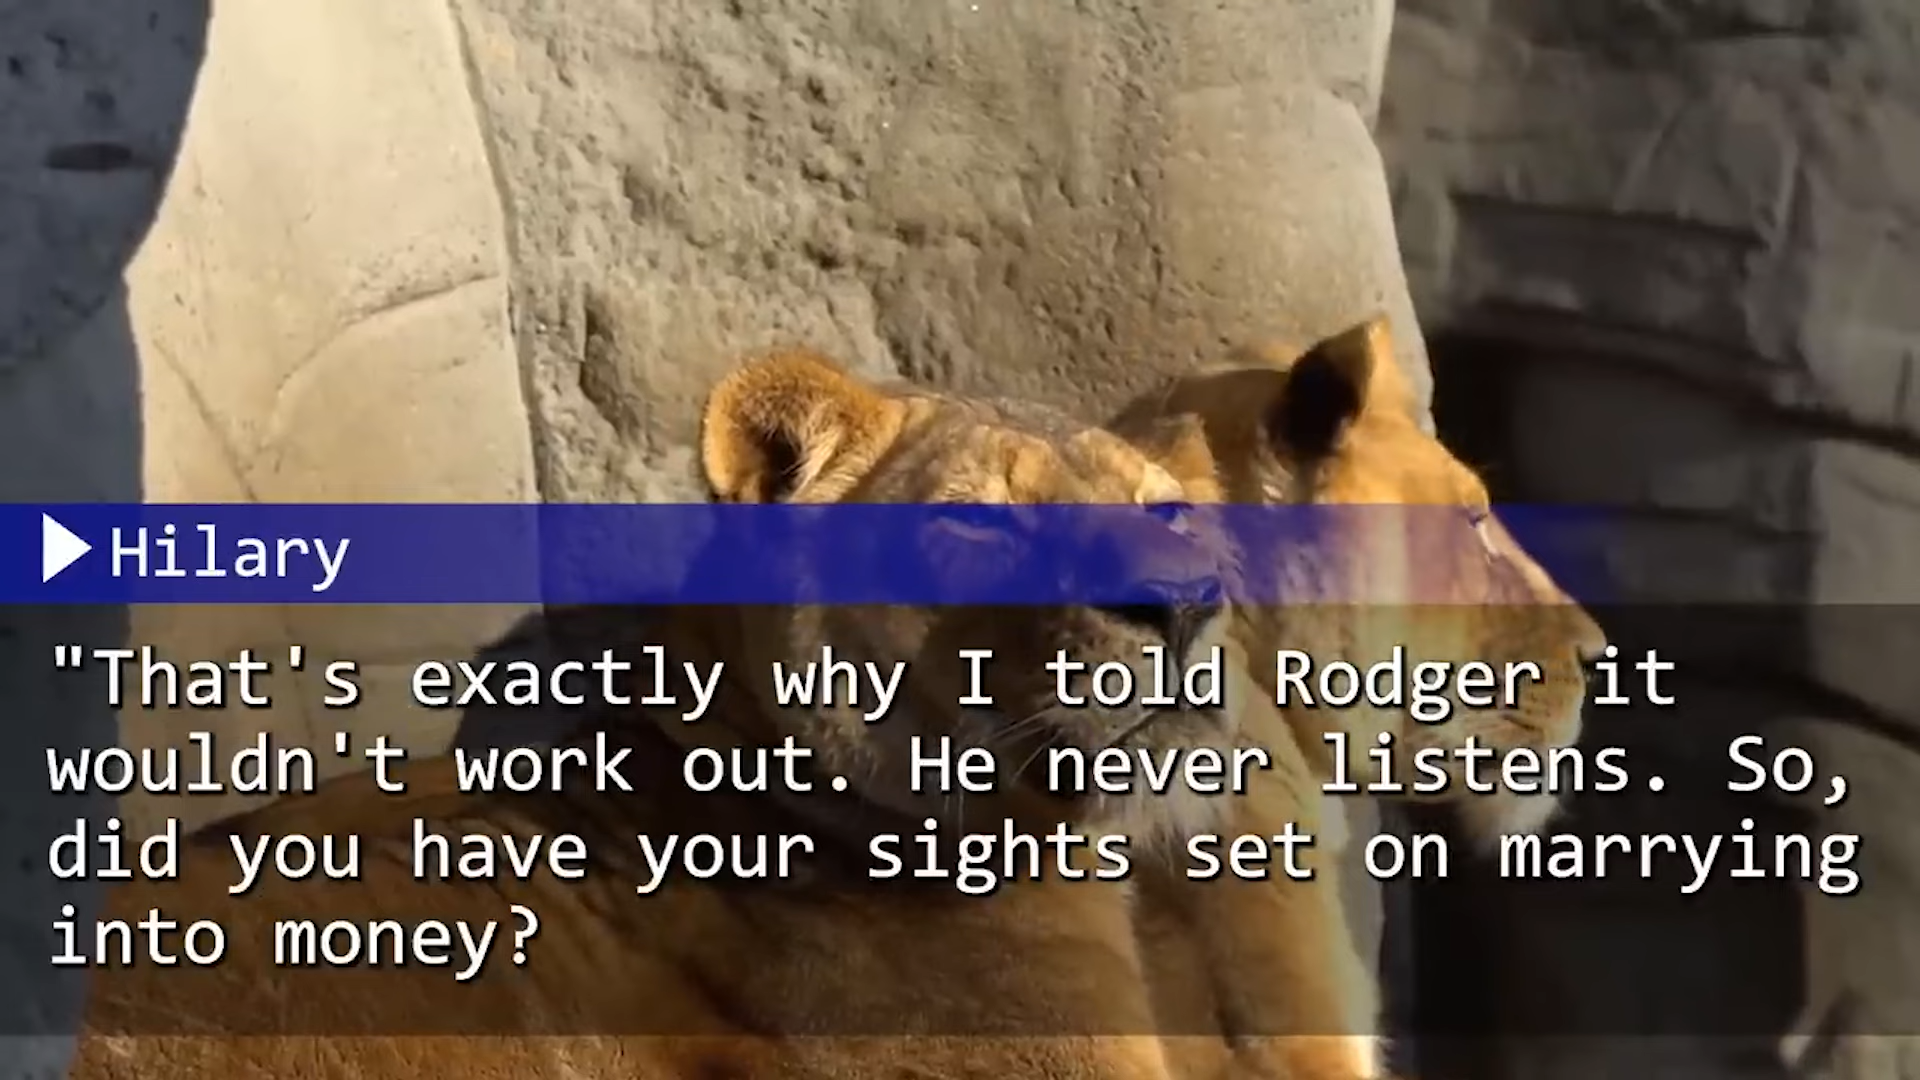 Hilary
"That's exactly why I told Rodger it
wouldn't work out. He never listens. So,
did you have your sights set on marrying
into money?